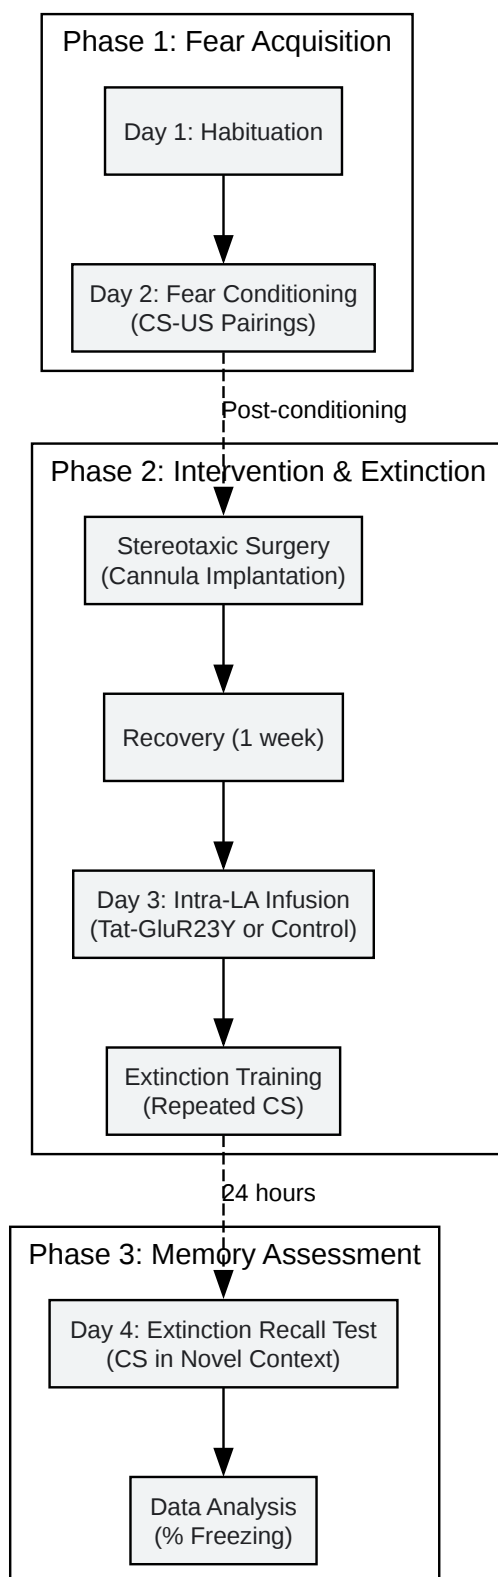 Phase 1: Fear Acquisition
Day 1: Habituation
Day 2: Fear Conditioning
(CS-US Pairings)
Post-conditioning
Phase 2: Intervention & Extinction
Stereotaxic Surgery
(Cannula Implantation)
Recovery (1 week)
Day 3: Intra-LA Infusion
(Tat-GluR23Y or Control)
Extinction Training
(Repeated CS)
24 hours
Phase 3: Memory Assessment
Day 4: Extinction Recall Test
(CS in Novel Context)
Data Analysis
(% Freezing)